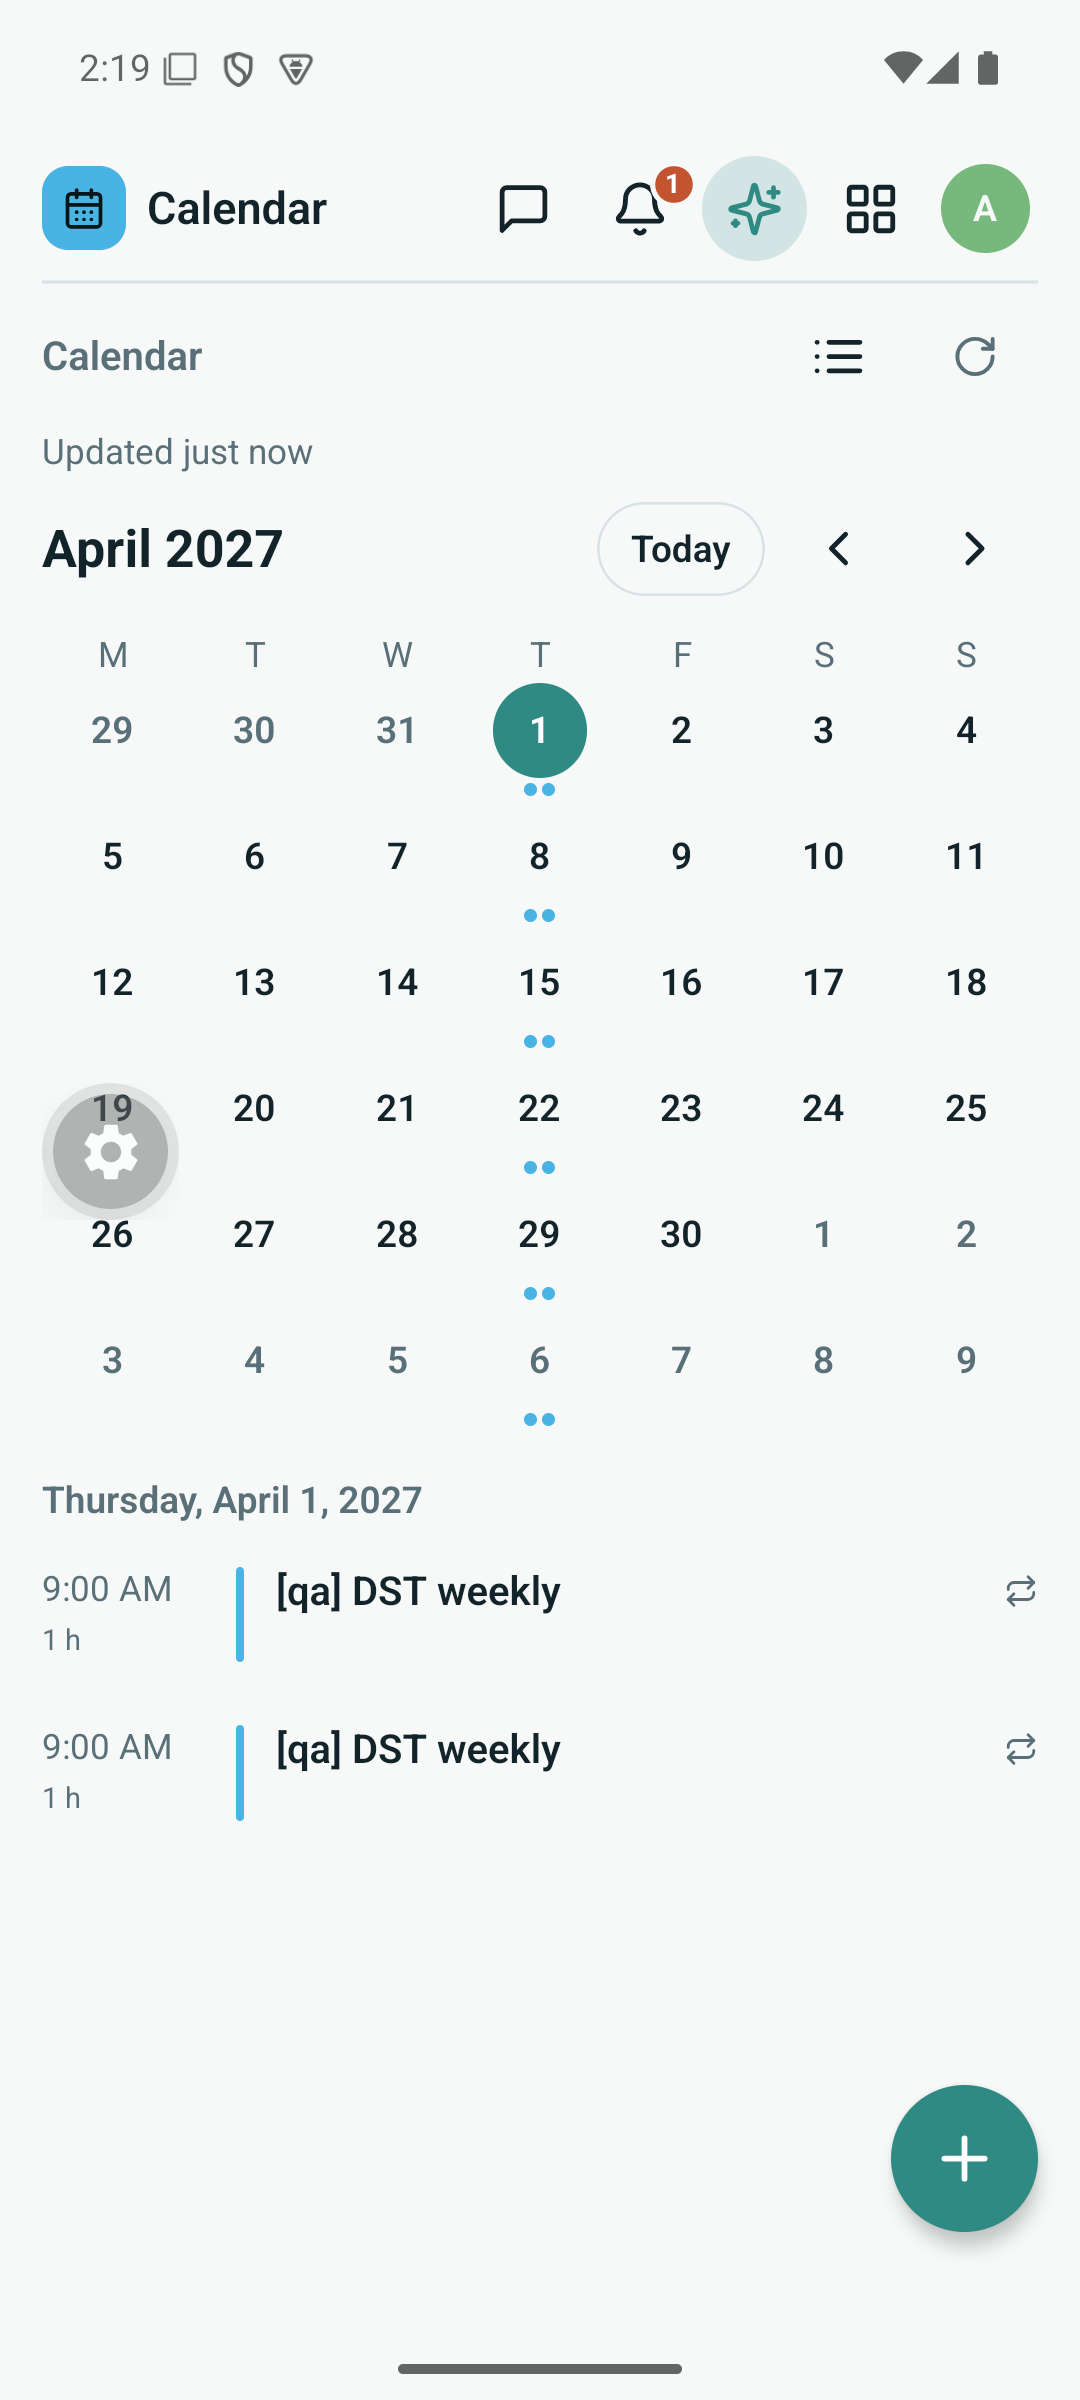 2:19
Calendar
1
A
Calendar
Updated just now
April 2027
Today
M T W T F S S
29 30 31 1 2 3 4
5 6 7 8 9 10 11
12 13 14 15 16 17 18
19 20 21 22 23 24 25
26 27 28 29 30 1 2
3 4 5 6 7 8 9
Thursday, April 1, 2027
9:00 AM [qa] DST weekly
1 h
9:00 AM [qa] DST weekly
1 h